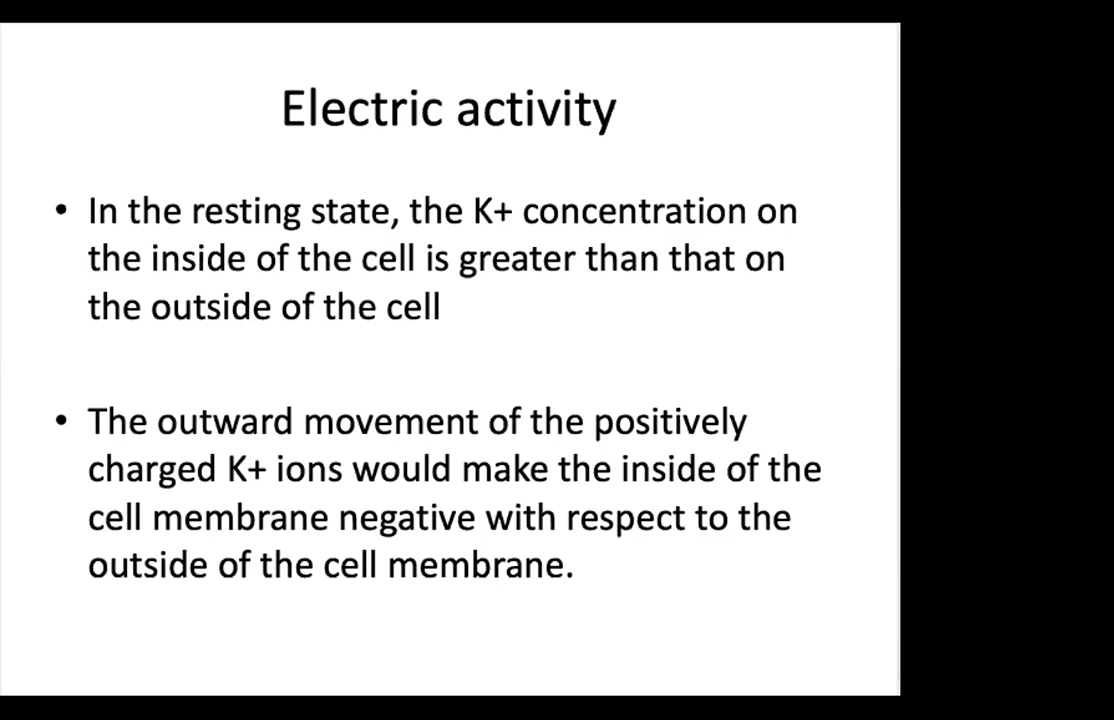 Electric activity
• In the resting state, the K+ concentration on
the inside of the cell is greater than that on
the outside of the cell
• The outward movement of the positively
charged K+ ions would make the inside of the
cell membrane negative with respect to the
outside of the cell membrane.